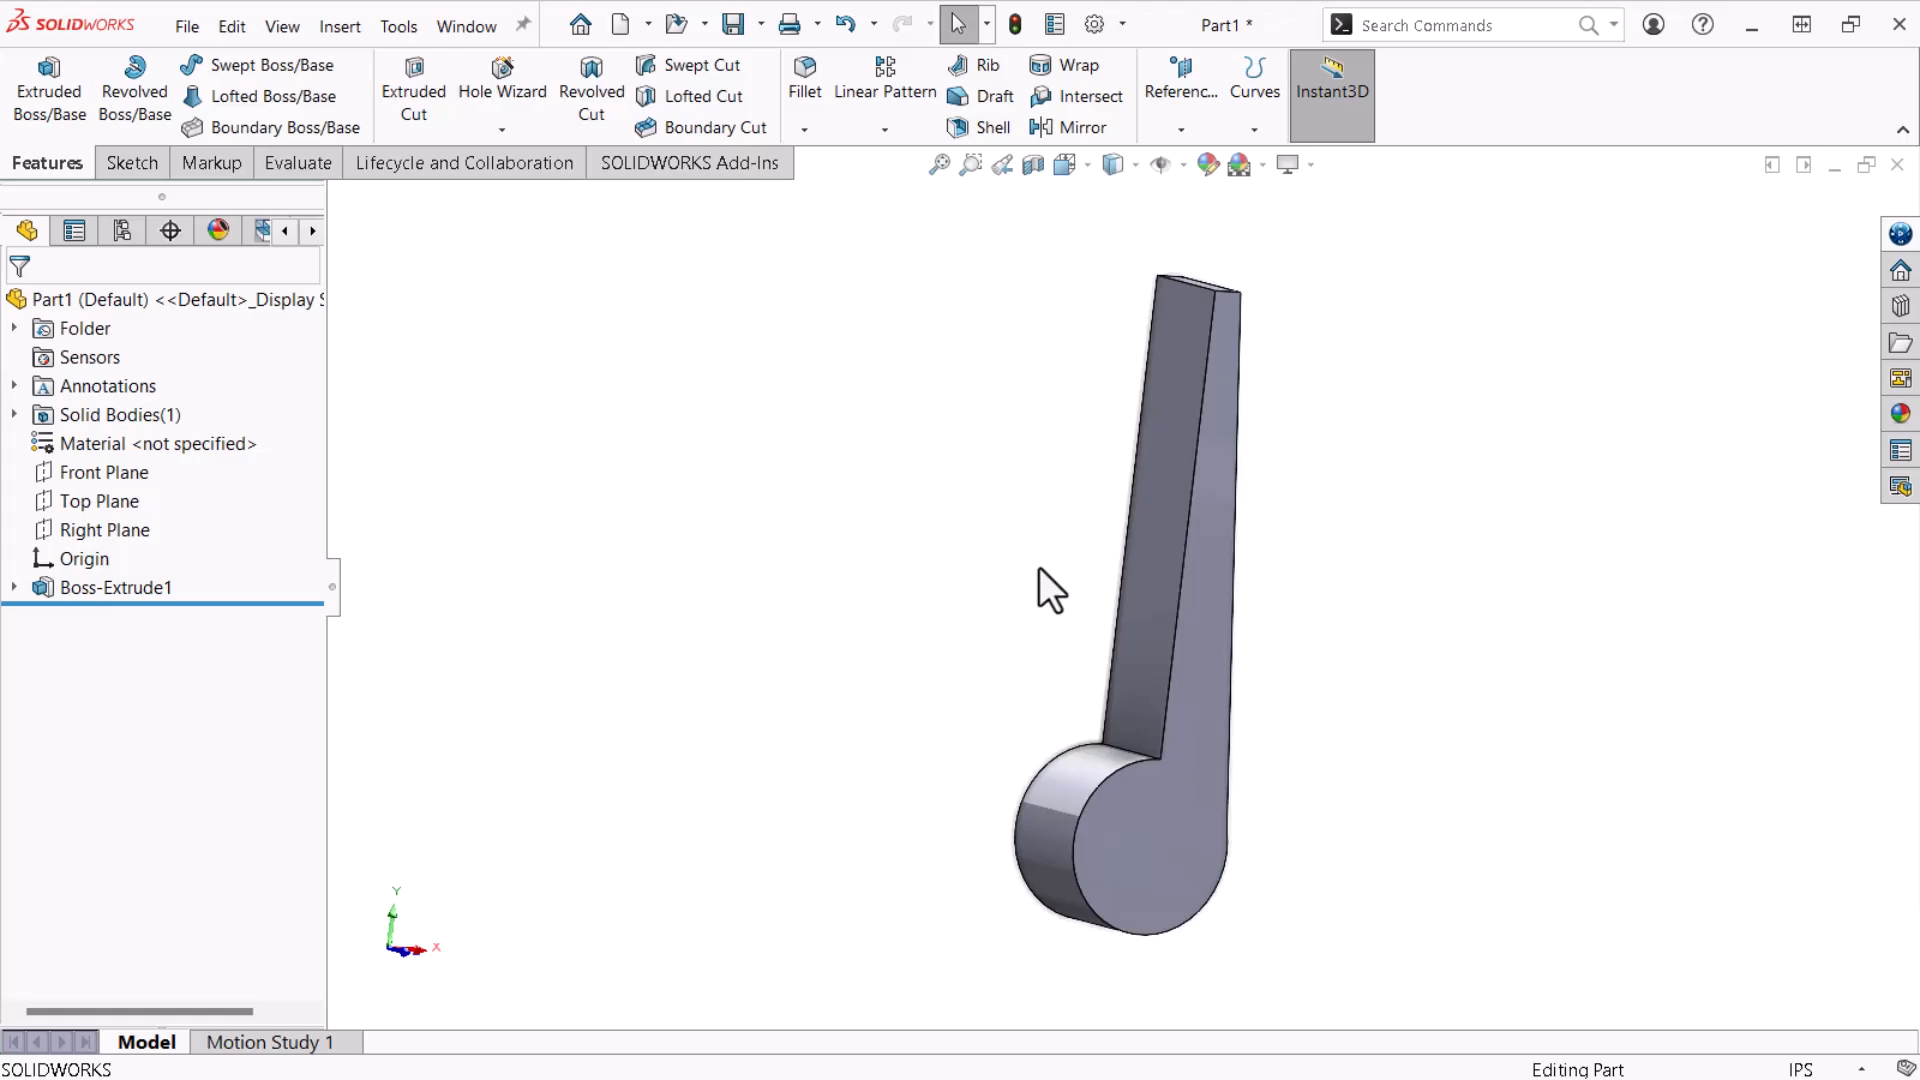 SOLIDWORKS File Edit View Insert Tools Window Part1 * Search Commands
Extruded Boss/Base
Revolved Boss/Base
Swept Boss/Base
Lofted Boss/Base
Boundary Boss/Base
Extruded Cut
Hole Wizard
Revolved Cut
Swept Cut
Lofted Cut
Boundary Cut
Fillet
Linear Pattern
Rib
Draft
Shell
Wrap
Intersect
Mirror
Referenc...
Curves
Instant3D
Features Sketch Markup Evaluate Lifecycle and Collaboration SOLIDWORKS Add-Ins
Part1 (Default) <<Default>_Display S
Folder
Sensors
Annotations
Solid Bodies(1)
Material <not specified>
Front Plane
Top Plane
Right Plane
Origin
Boss-Extrude1
Y
X
Model Motion Study 1
SOLIDWORKS Editing Part IPS